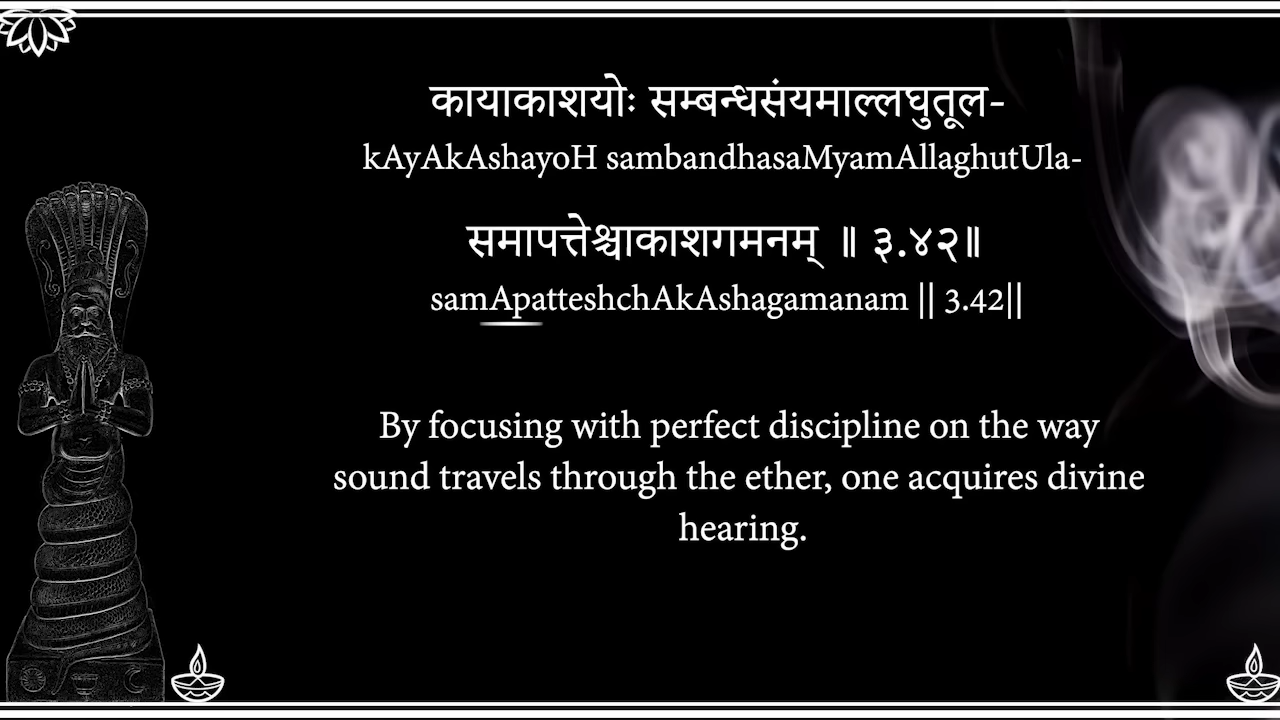 कायाकाशयोः सम्बन्धसंयमाल्लघुतूल-
kAyAkAshayoH sambandhasaMyamAllaghutUla-
समापत्तेश्चाकाशगमनम् ॥ ३.४२॥
samApatteshchAkAshagamanam || 3.42||
By focusing with perfect discipline on the way
sound travels through the ether, one acquires divine
hearing.